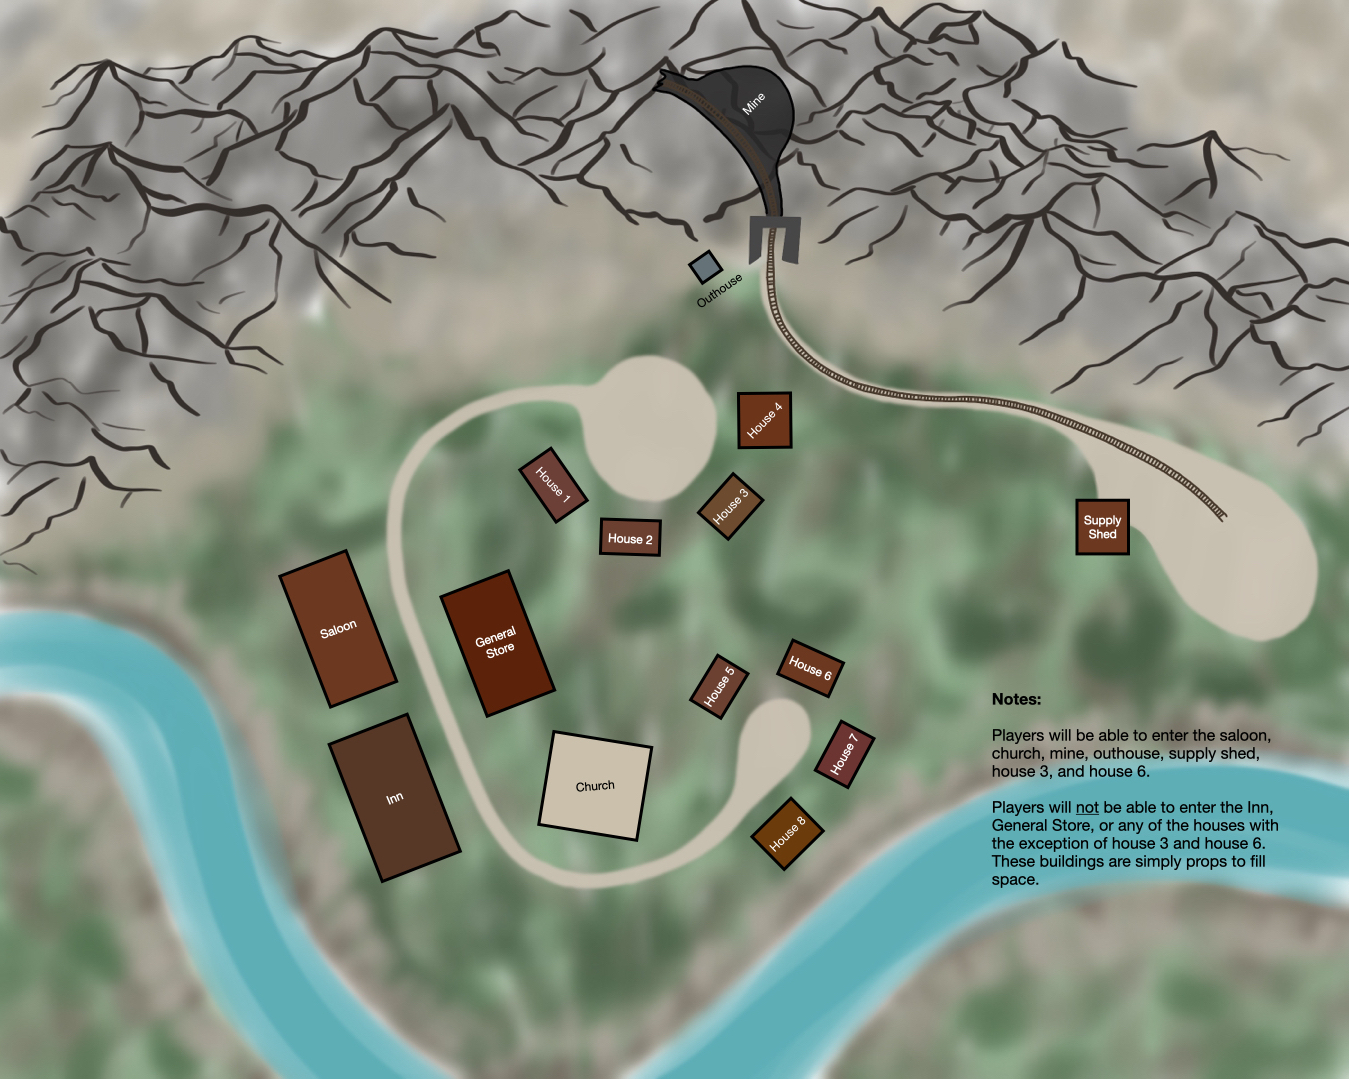 Mine
Outhouse
House 4
House 1
House 3
House 2
Supply
Shed
Saloon
General
Store
House 5
House 6
House 7
Inn
Church
House 8
Notes:
Players will be able to enter the saloon,
church, mine, outhouse, supply shed,
house 3, and house 6.
Players will not be able to enter the Inn,
General Store, or any of the houses with
the exception of house 3 and house 6.
These buildings are simply props to fill
space.